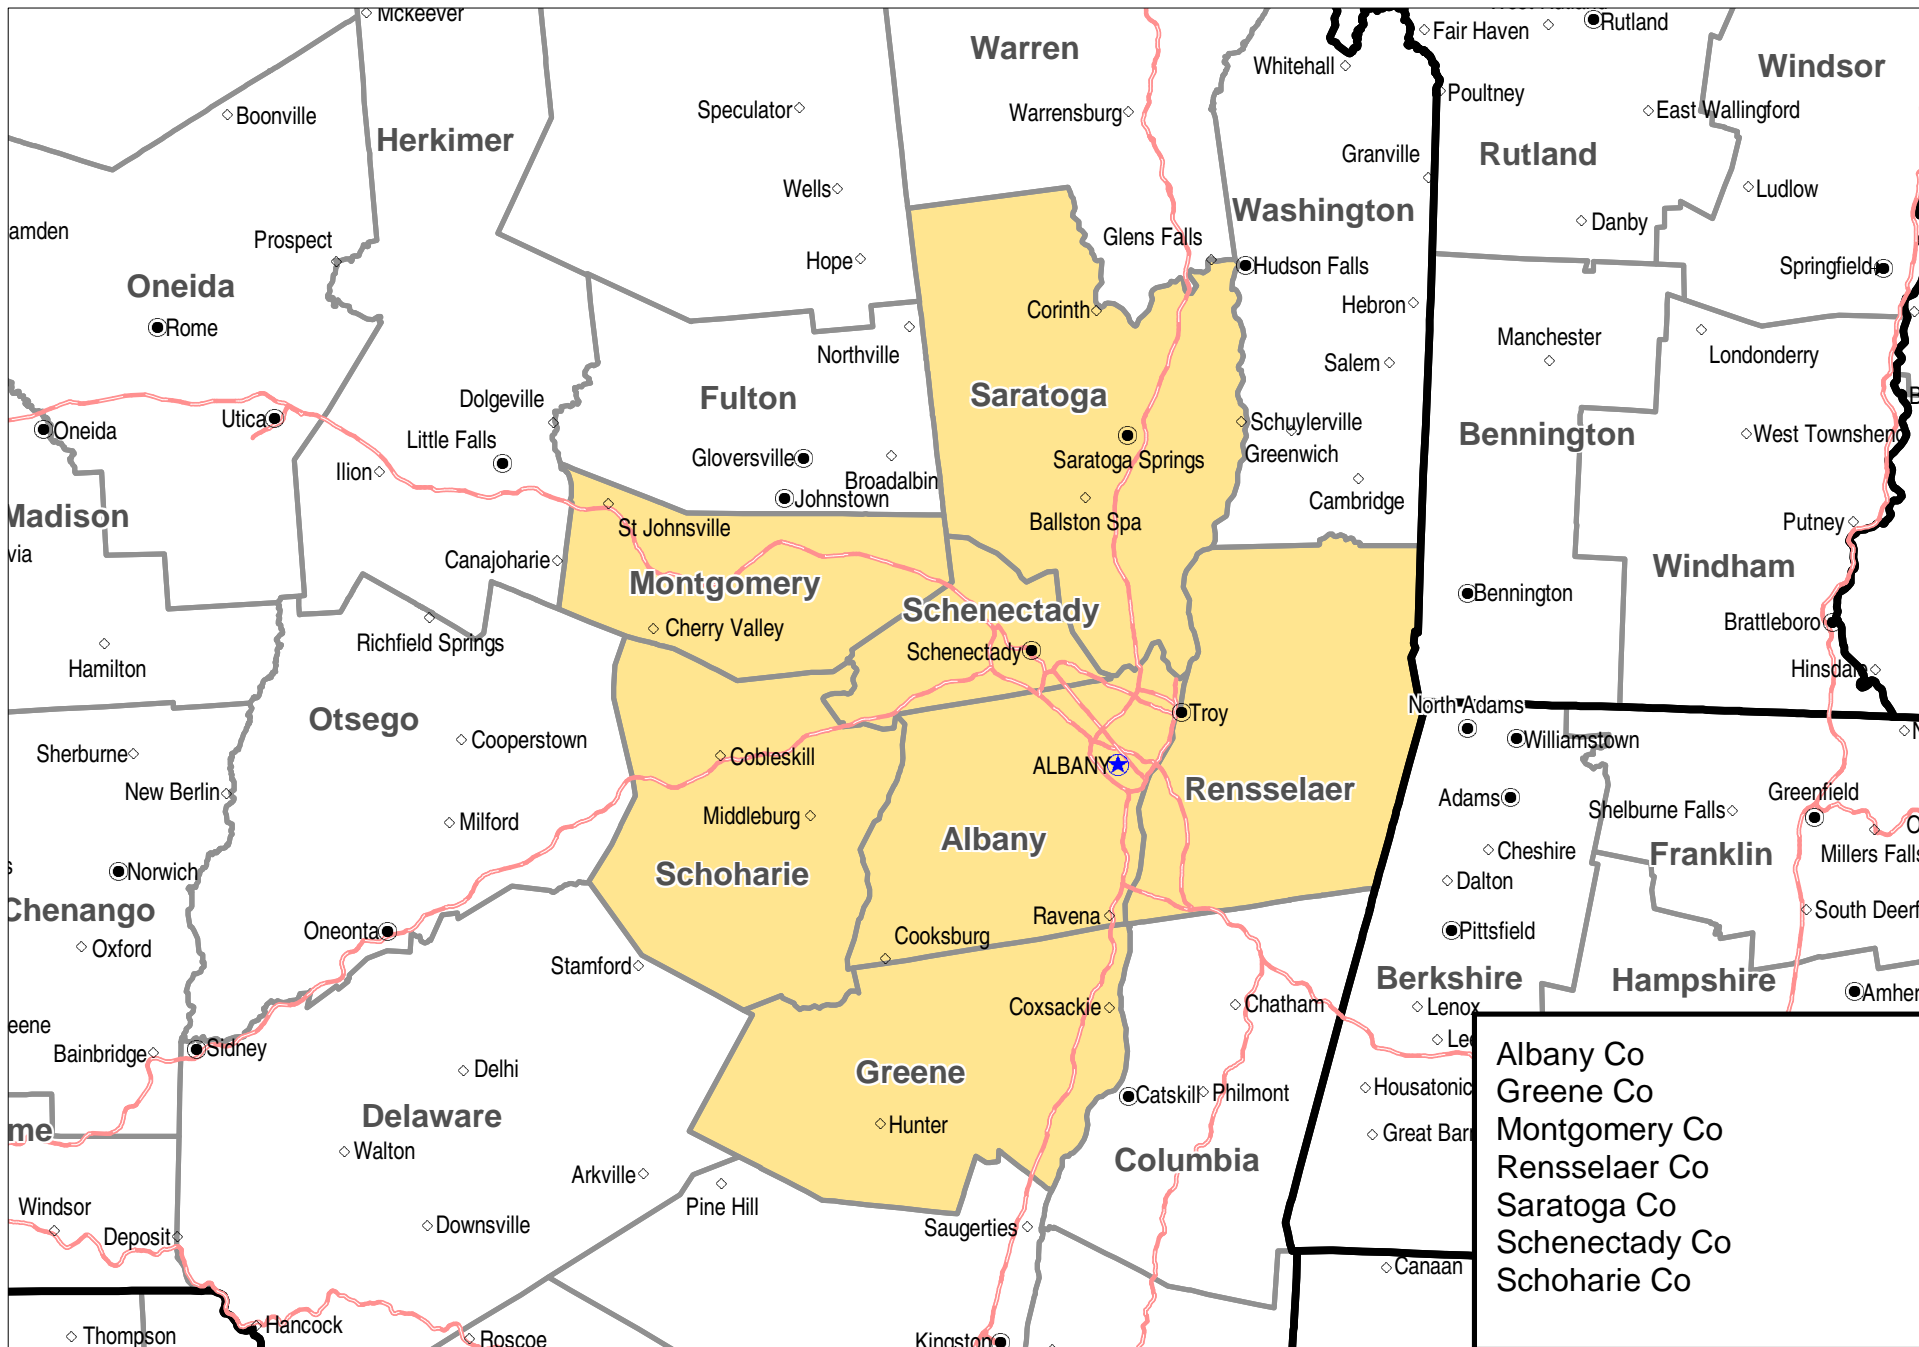 Mckeever
West Rutland
Rutland
Fair Haven
Warren
Whitehall
Windsor
Poultney
Boonville
Speculator
Warrensburg
East Wallingford
Herkimer
Granville
Rutland
Wells
Ludlow
Washington
Danby
amden
Prospect
Glens Falls
Hope
Hudson Falls
Springfield
Oneida
Corinth
Hebron
Rome
Northville
Manchester
Londonderry
Salem
Dolgeville
Fulton
Saratoga
Utica
Oneida
Little Falls
Schuylerville
Bennington
West Townshend
Ilion
Gloversville
Saratoga Springs
Greenwich
Broadalbin
Johnstown
Cambridge
Madison
St Johnsville
Ballston Spa
Putney
via
Canajoharie
Montgomery
Windham
Schenectady
Bennington
Cherry Valley
Brattleboro
Richfield Springs
Schenectady
Hamilton
Hinsdale
North Adams
Otsego
Troy
Cooperstown
Williamstown
Sherburne
Cobleskill
ALBANY
Rensselaer
New Berlin
Adams
Greenfield
Milford
Middleburg
Shelburne Falls
Albany
Cheshire
Franklin
Millers Falls
Norwich
Schoharie
Dalton
Chenango
Ravena
South Deerf
Oneonta
Cooksburg
Pittsfield
Oxford
Stamford
Berkshire
Hampshire
Amher
Coxsackie
Chatham
Lenox
eene
Bainbridge
Sidney
Lee
Delhi
Greene
Housatonic
Catskill
Philmont
Delaware
Hunter
me
Great Barr
Walton
Columbia
Arkville
Pine Hill
Windsor
Downsville
Saugerties
Deposit
Canaan
Thompson
Hancock
Roscoe
Kingston
Albany Co
Greene Co
Montgomery Co
Rensselaer Co
Saratoga Co
Schenectady Co
Schoharie Co